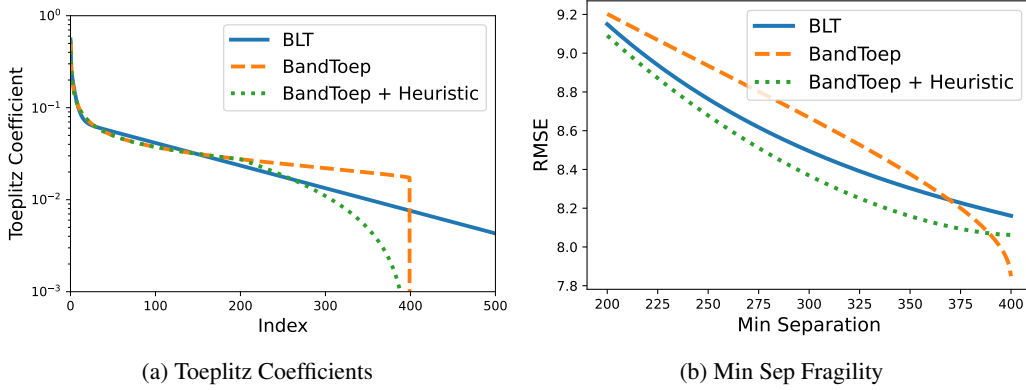 10⁰
10⁻¹
10⁻²
10⁻³
Toeplitz Coefficient
BLT
BandToep
BandToep + Heuristic
0 100 200 300 400 500
Index
(a) Toeplitz Coefficients
9.2
9.0
8.8
8.6
8.4
8.2
8.0
7.8
RMSE
BLT
BandToep
BandToep + Heuristic
200 225 250 275 300 325 350 375 400
Min Separation
(b) Min Sep Fragility